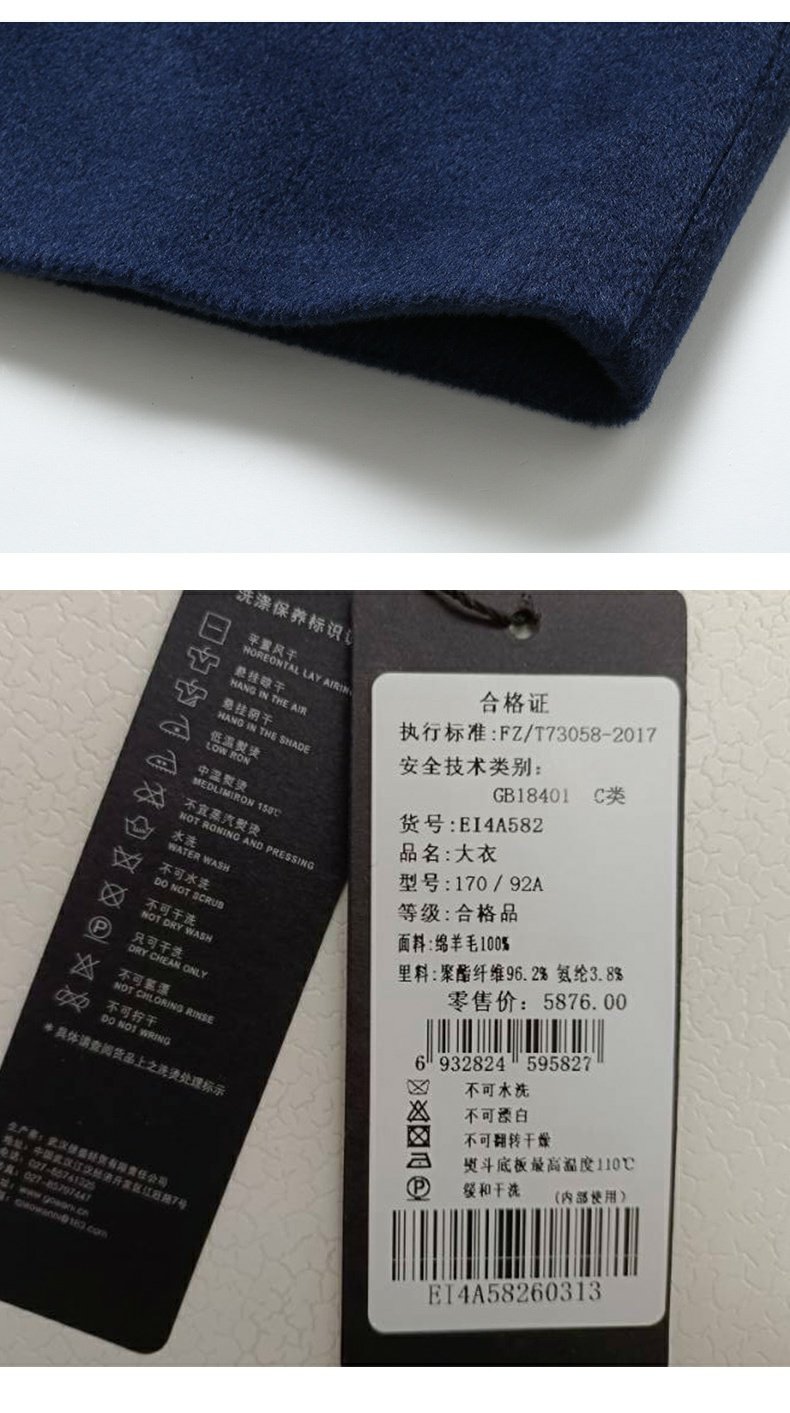 洗涤保养标识
平置风干
HOREONTAL LAY AIRIN
悬挂晾干
HANG IN THE AIR
悬挂阴干
HANG IN THE SHADE
低温熨烫
LOW RON
中温熨烫
MEDLIMIRON 150℃
不宜蒸汽熨烫
NOT RONING AND PRESSING
水洗
WATER WASH
不可水洗
DO NOT SCRUB
不可干洗
NOT DRY WASH
只可干洗
DRY CHEAN ONLY
不可氯漂
NOT CHLORING RINSE
不可拧干
DO NOT WRING
*具体请查阅货品上之洗烫处理标示
合格证
执行标准:FZ/T73058-2017
安全技术类别:
GB18401 C类
货号:EI4A582
品名:大衣
型号:170/92A
等级:合格品
面料:绵羊毛100%
里料:聚酯纤维96.2% 氨纶3.8%
零售价: 5876.00
6 932824 595827
不可水洗
不可漂白
不可翻转干燥
熨斗底板最高温度110℃
缓和干洗 (内部使用)
EI4A58260313